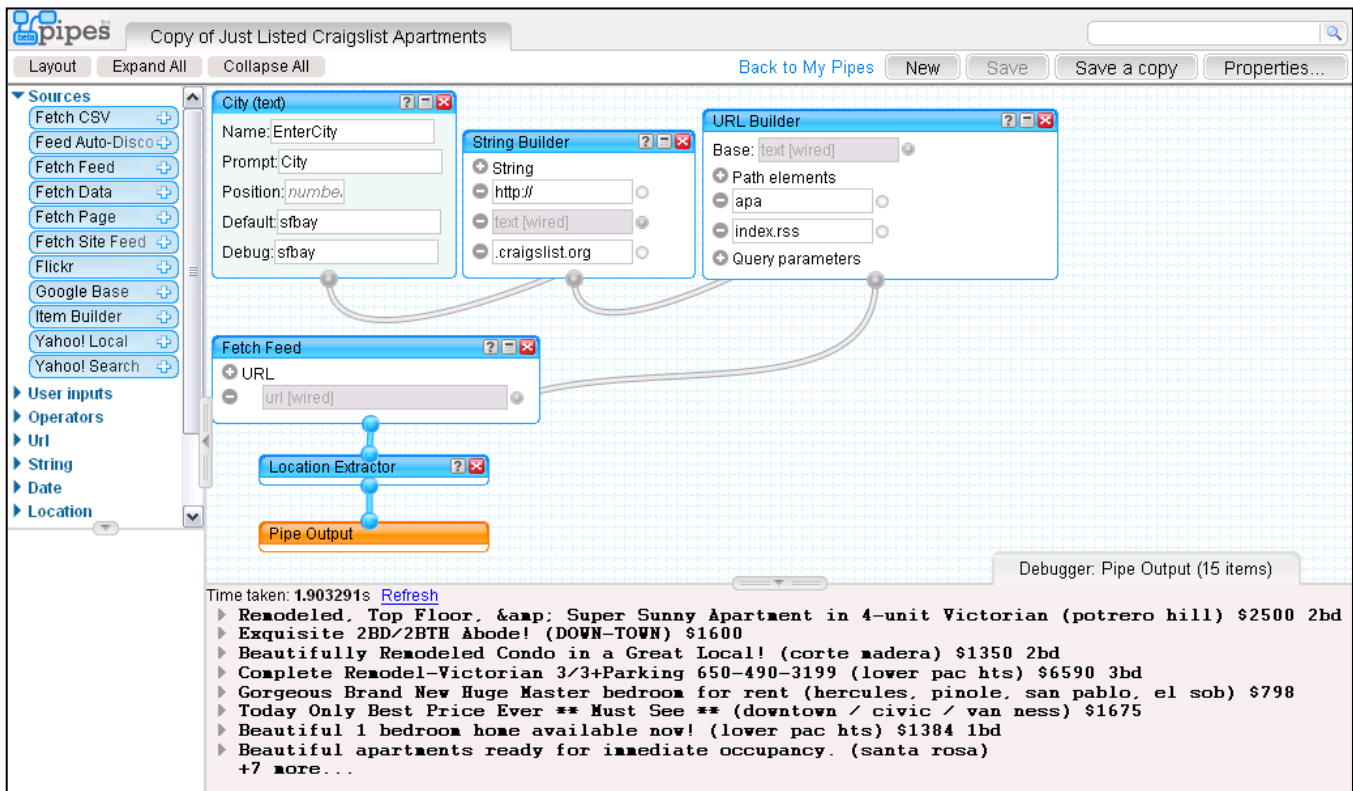 beta pipes™ Copy of Just Listed Craigslist Apartments
Layout Expand All Collapse All Back to My Pipes New Save Save a copy Properties...
Sources
Fetch CSV
Feed Auto-Disco
Fetch Feed
Fetch Data
Fetch Page
Fetch Site Feed
Flickr
Google Base
Item Builder
Yahoo! Local
Yahoo! Search
User inputs
Operators
Url
String
Date
Location
City (text)
Name: EnterCity
Prompt: City
Position: number
Default: sfbay
Debug: sfbay
String Builder
String
http://
text [wired]
.craigslist.org
URL Builder
Base: text [wired]
Path elements
apa
index.rss
Query parameters
Fetch Feed
URL
url [wired]
Location Extractor
Pipe Output
Debugger: Pipe Output (15 items)
Time taken: 1.903291s Refresh
Remodeled, Top Floor, &amp; Super Sunny Apartment in 4-unit Victorian (potrero hill) $2500 2bd
Exquisite 2BD/2BTH Abode! (DOWN-TOWN) $1600
Beautifully Remodeled Condo in a Great Local! (corte madera) $1350 2bd
Complete Remodel-Victorian 3/3+Parking 650-490-3199 (lower pac hts) $6590 3bd
Gorgeous Brand New Huge Master bedroom for rent (hercules, pinole, san pablo, el sob) $798
Today Only Best Price Ever ** Must See ** (downtown / civic / van ness) $1675
Beautiful 1 bedroom home available now! (lower pac hts) $1384 1bd
Beautiful apartments ready for immediate occupancy. (santa rosa)
+7 more...